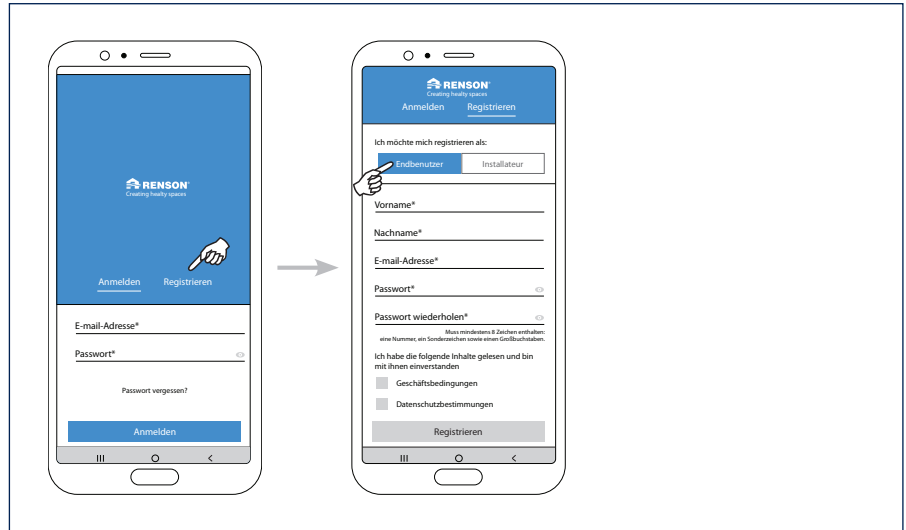 RENSON
Creating healty spaces
Anmelden Registrieren
E-mail-Adresse*
Passwort*
Passwort vergessen?
Anmelden
RENSON
Creating healty spaces
Anmelden Registrieren
Ich möchte mich registrieren als:
Endbenutzer Installateur
Vorname*
Nachname*
E-mail-Adresse*
Passwort*
Passwort wiederholen*
Muss mindestens 8 Zeichen enthalten:
eine Nummer, ein Sonderzeichen sowie einen Großbuchstaben.
Ich habe die folgende Inhalte gelesen und bin
mit ihnen einverstanden
Geschäftsbedingungen
Datenschutzbestimmungen
Registrieren